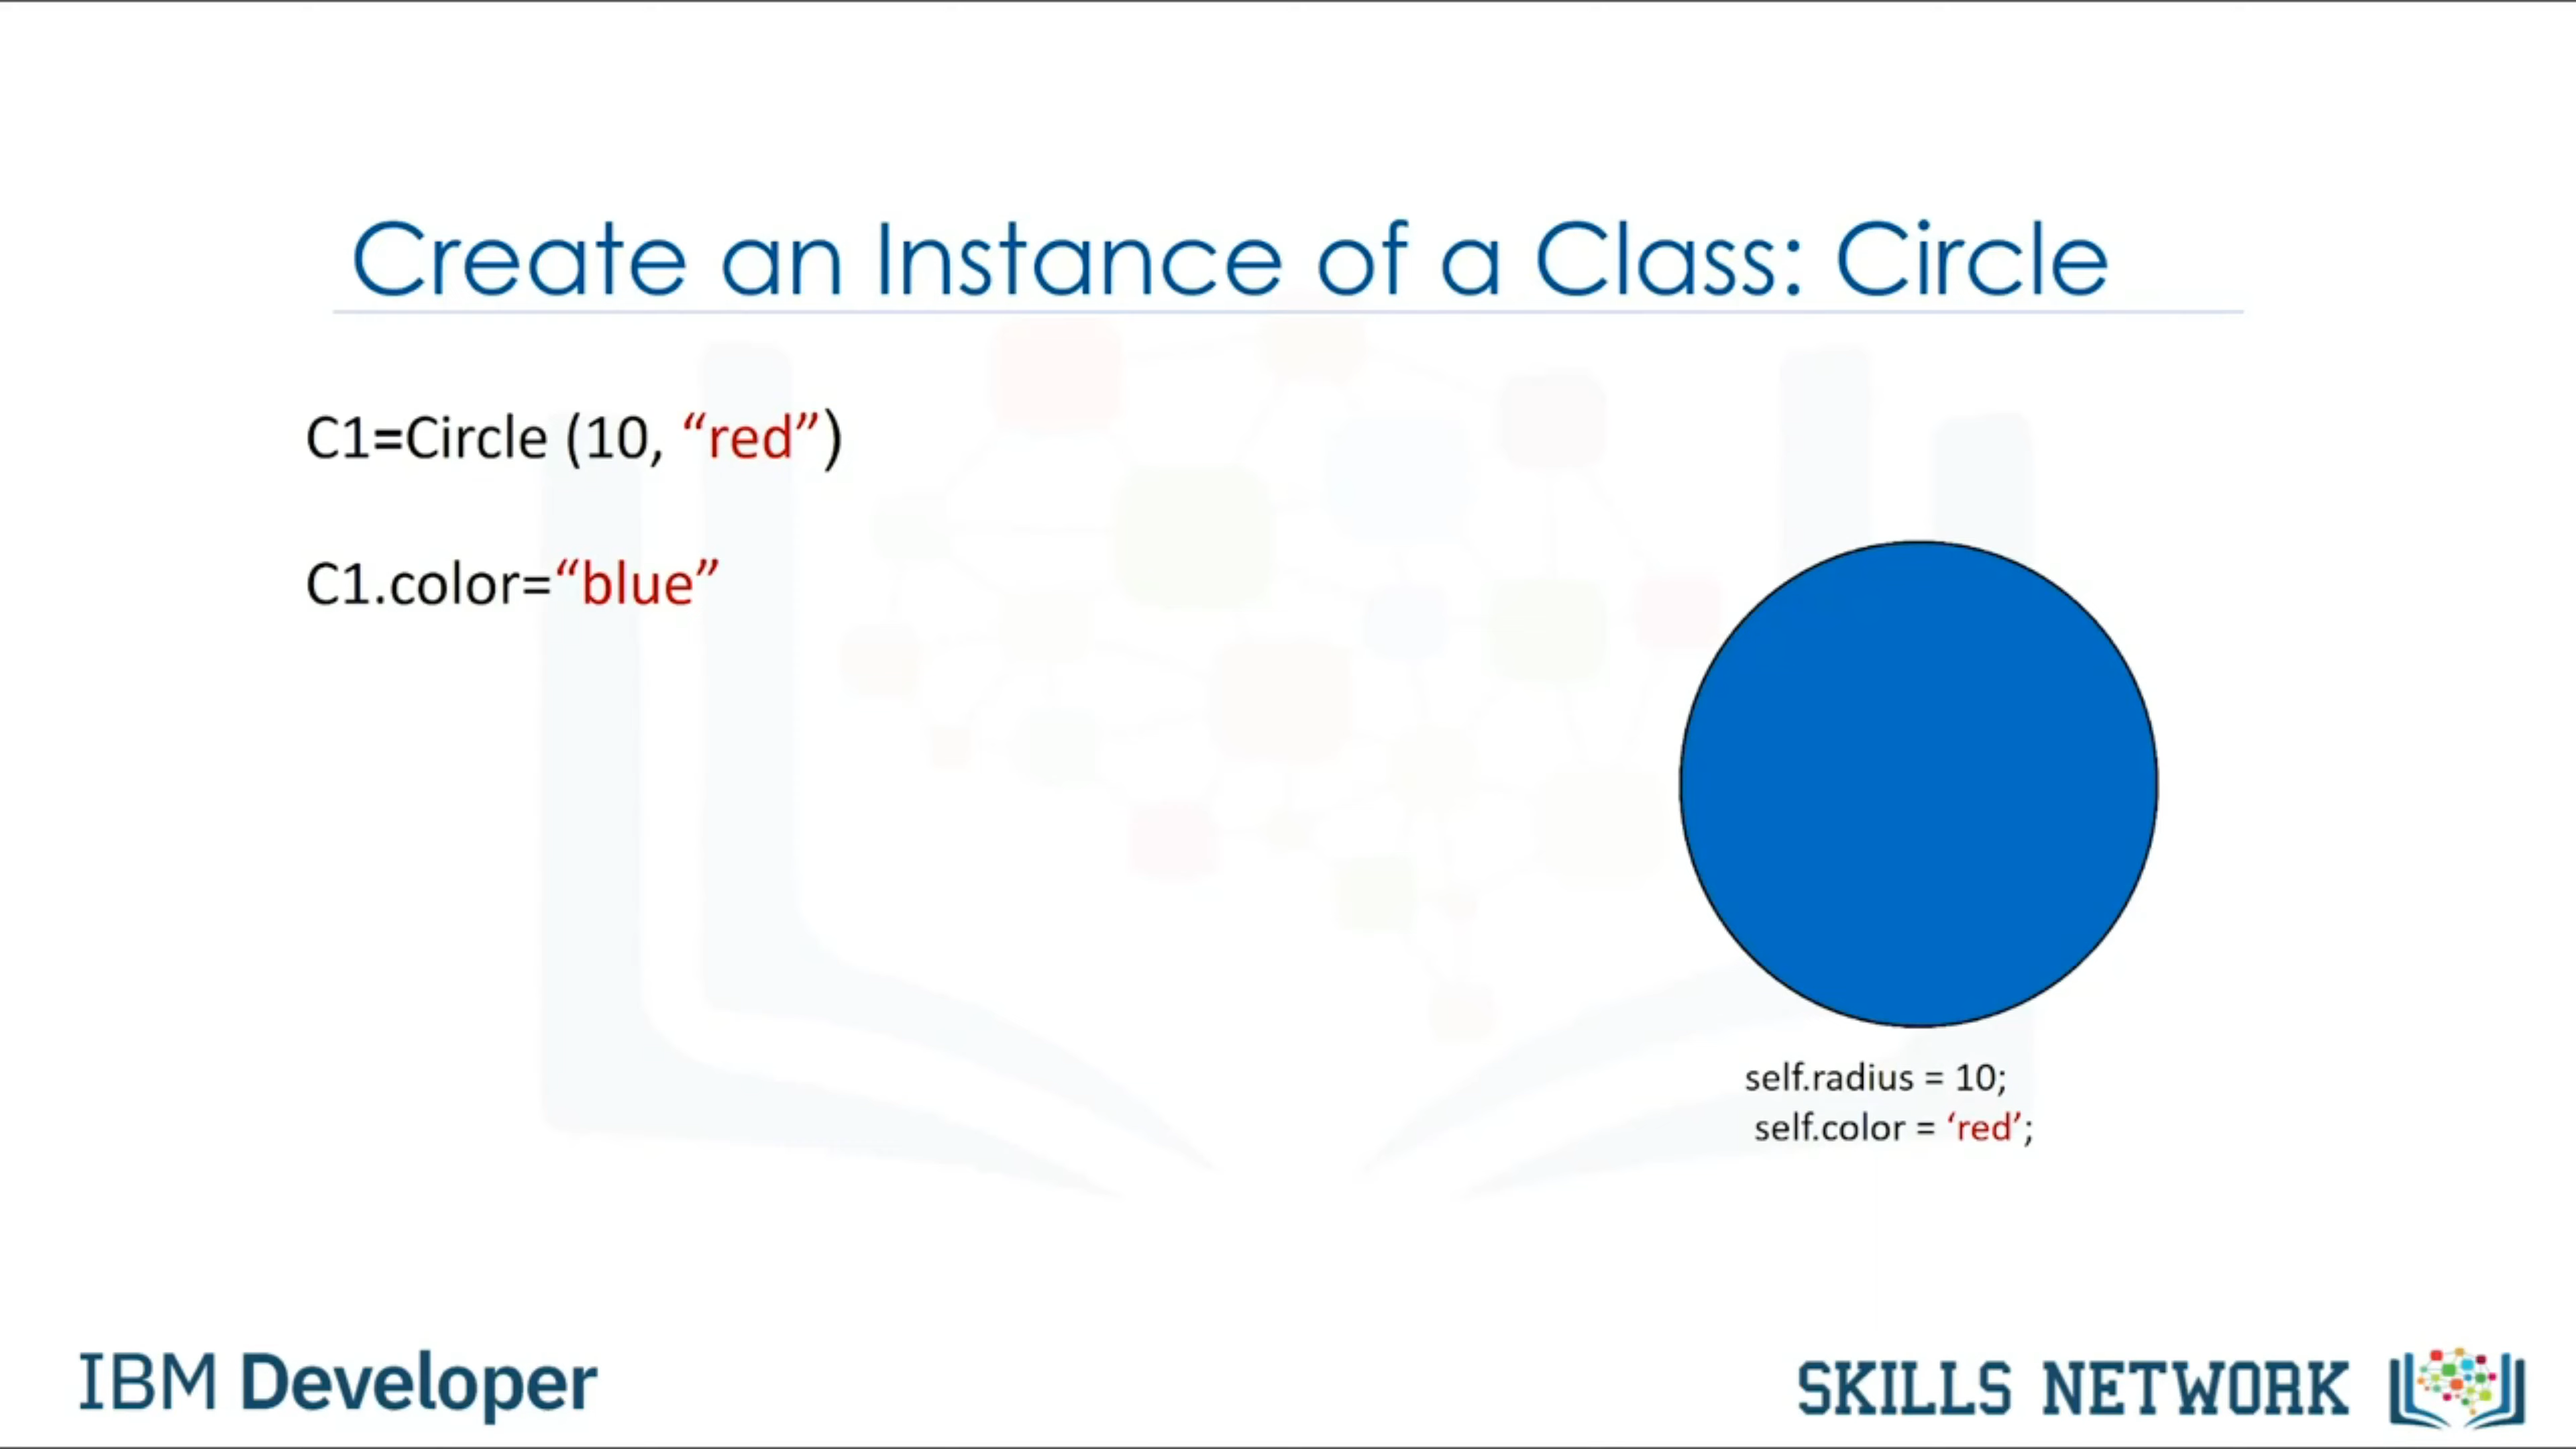 Create an Instance of a Class: Circle
C1=Circle (10, “red”)
C1.color=“blue”
self.radius = 10;
self.color = ‘red’;
IBM Developer
SKILLS NETWORK